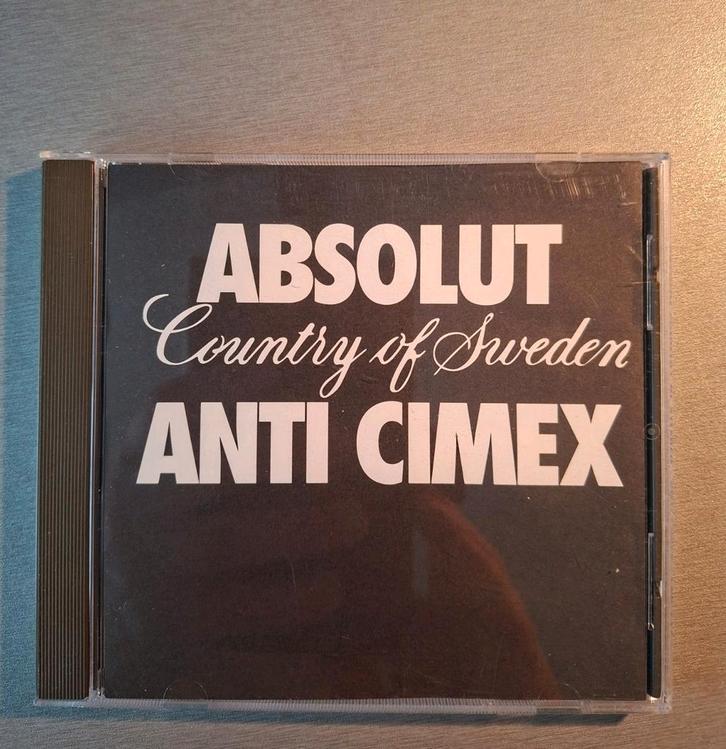 ABSOLUT
Country of Sweden
ANTI CIMEX